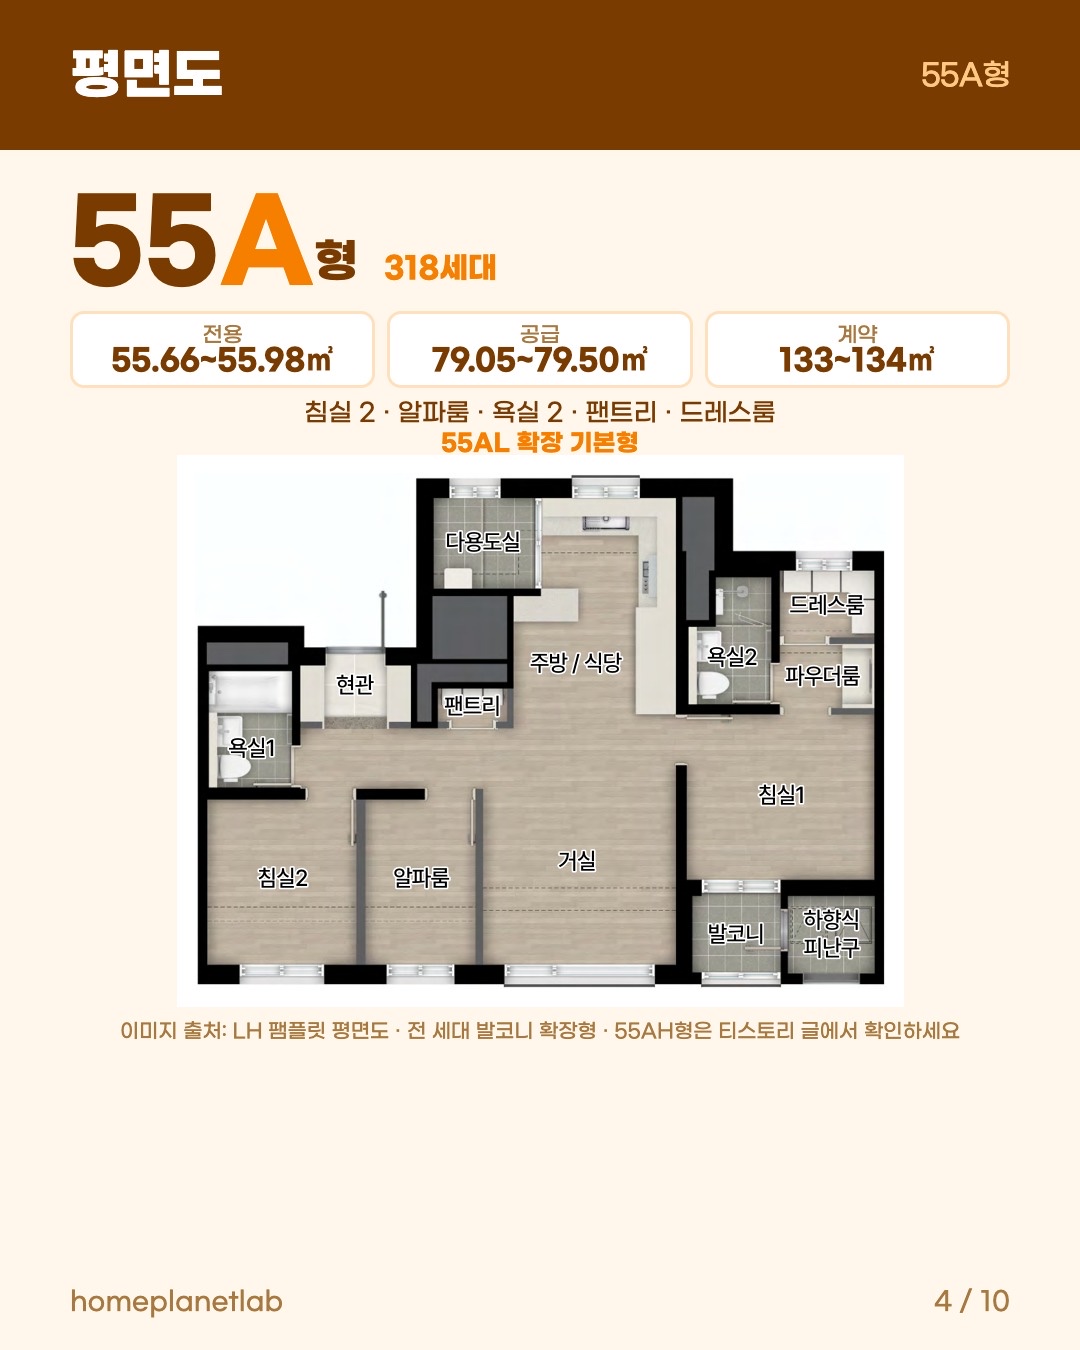 평면도
55A형
55A형 318세대
전용
55.66~55.98㎡
공급
79.05~79.50㎡
계약
133~134㎡
침실 2 · 알파룸 · 욕실 2 · 팬트리 · 드레스룸
55AL 확장 기본형
다용도실
드레스룸
주방 / 식당
욕실2
파우더룸
현관
팬트리
욕실1
침실1
거실
침실2
알파룸
발코니
하향식
피난구
이미지 출처: LH 팸플릿 평면도 · 전 세대 발코니 확장형 · 55AH형은 티스토리 글에서 확인하세요
homeplanetlab
4 / 10